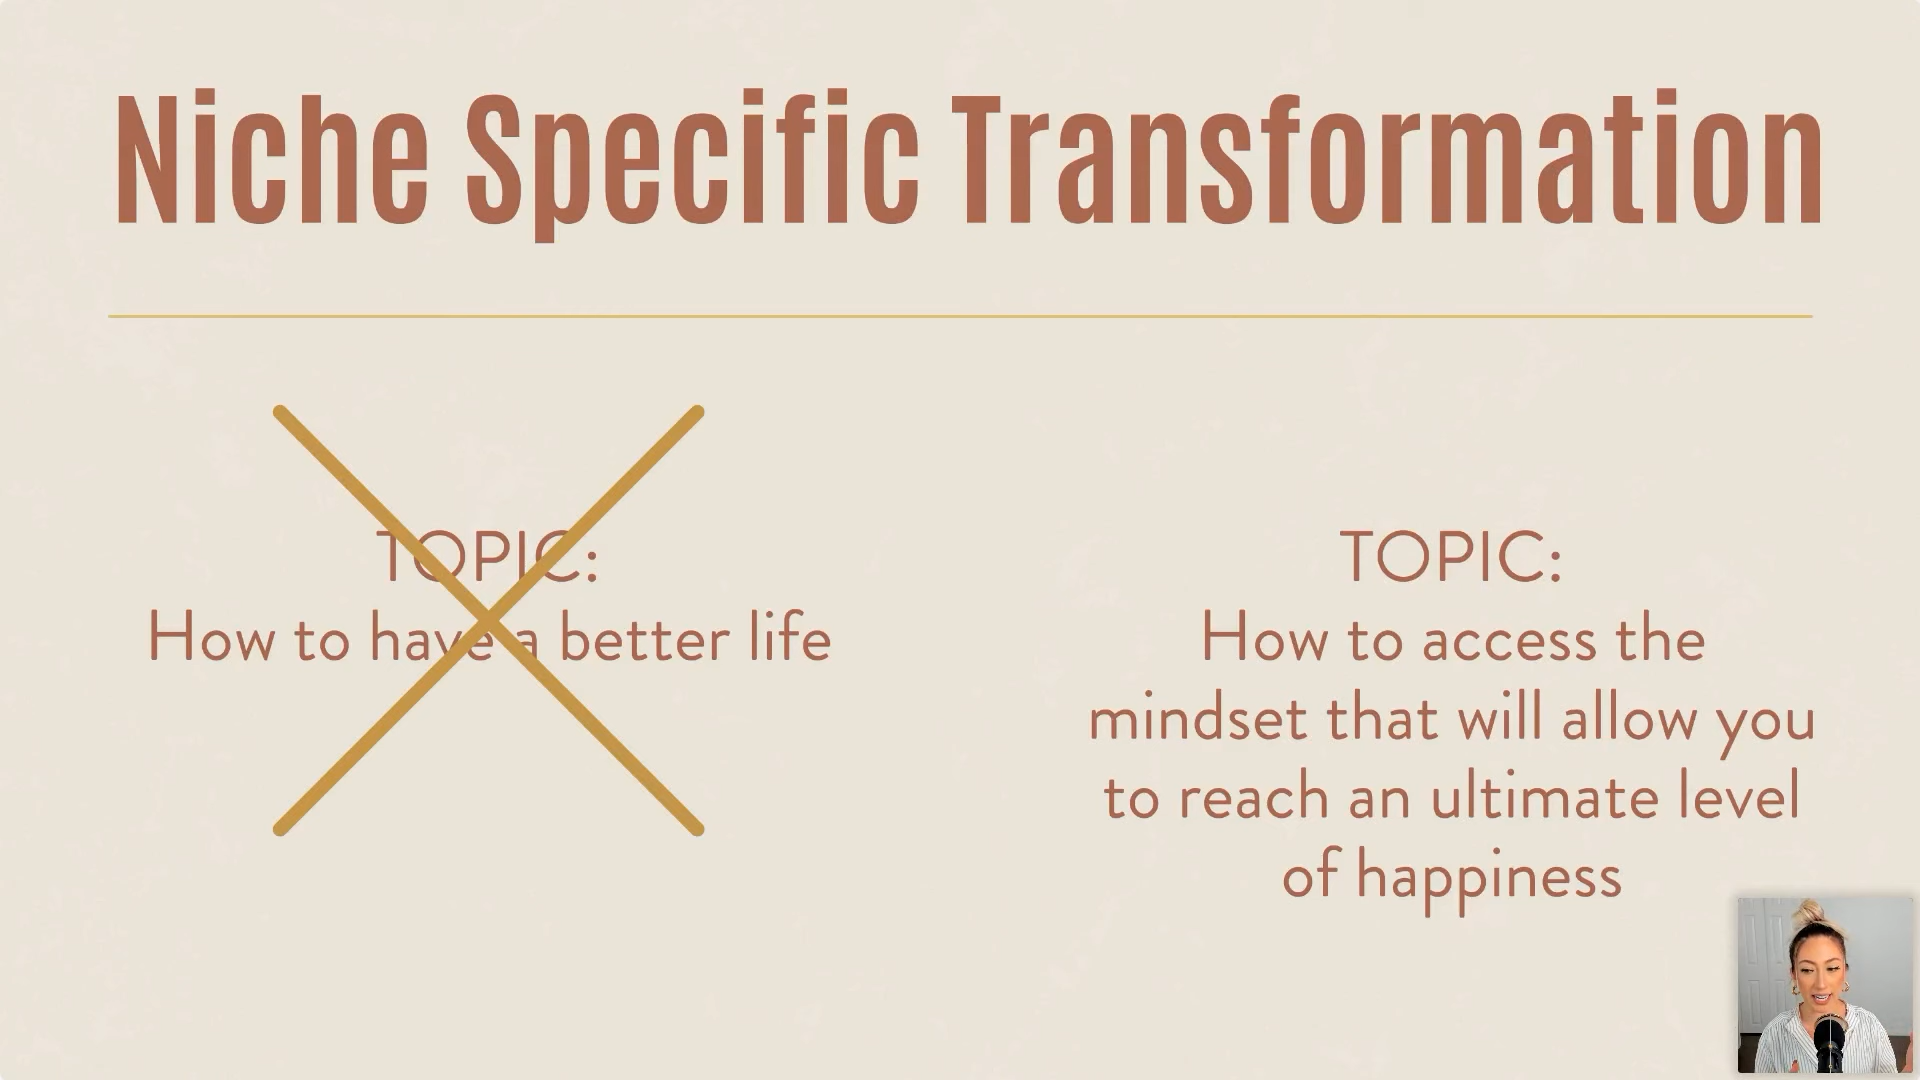 Niche Specific Transformation
TOPIC:
How to have a better life
TOPIC:
How to access the
mindset that will allow you
to reach an ultimate level
of happiness